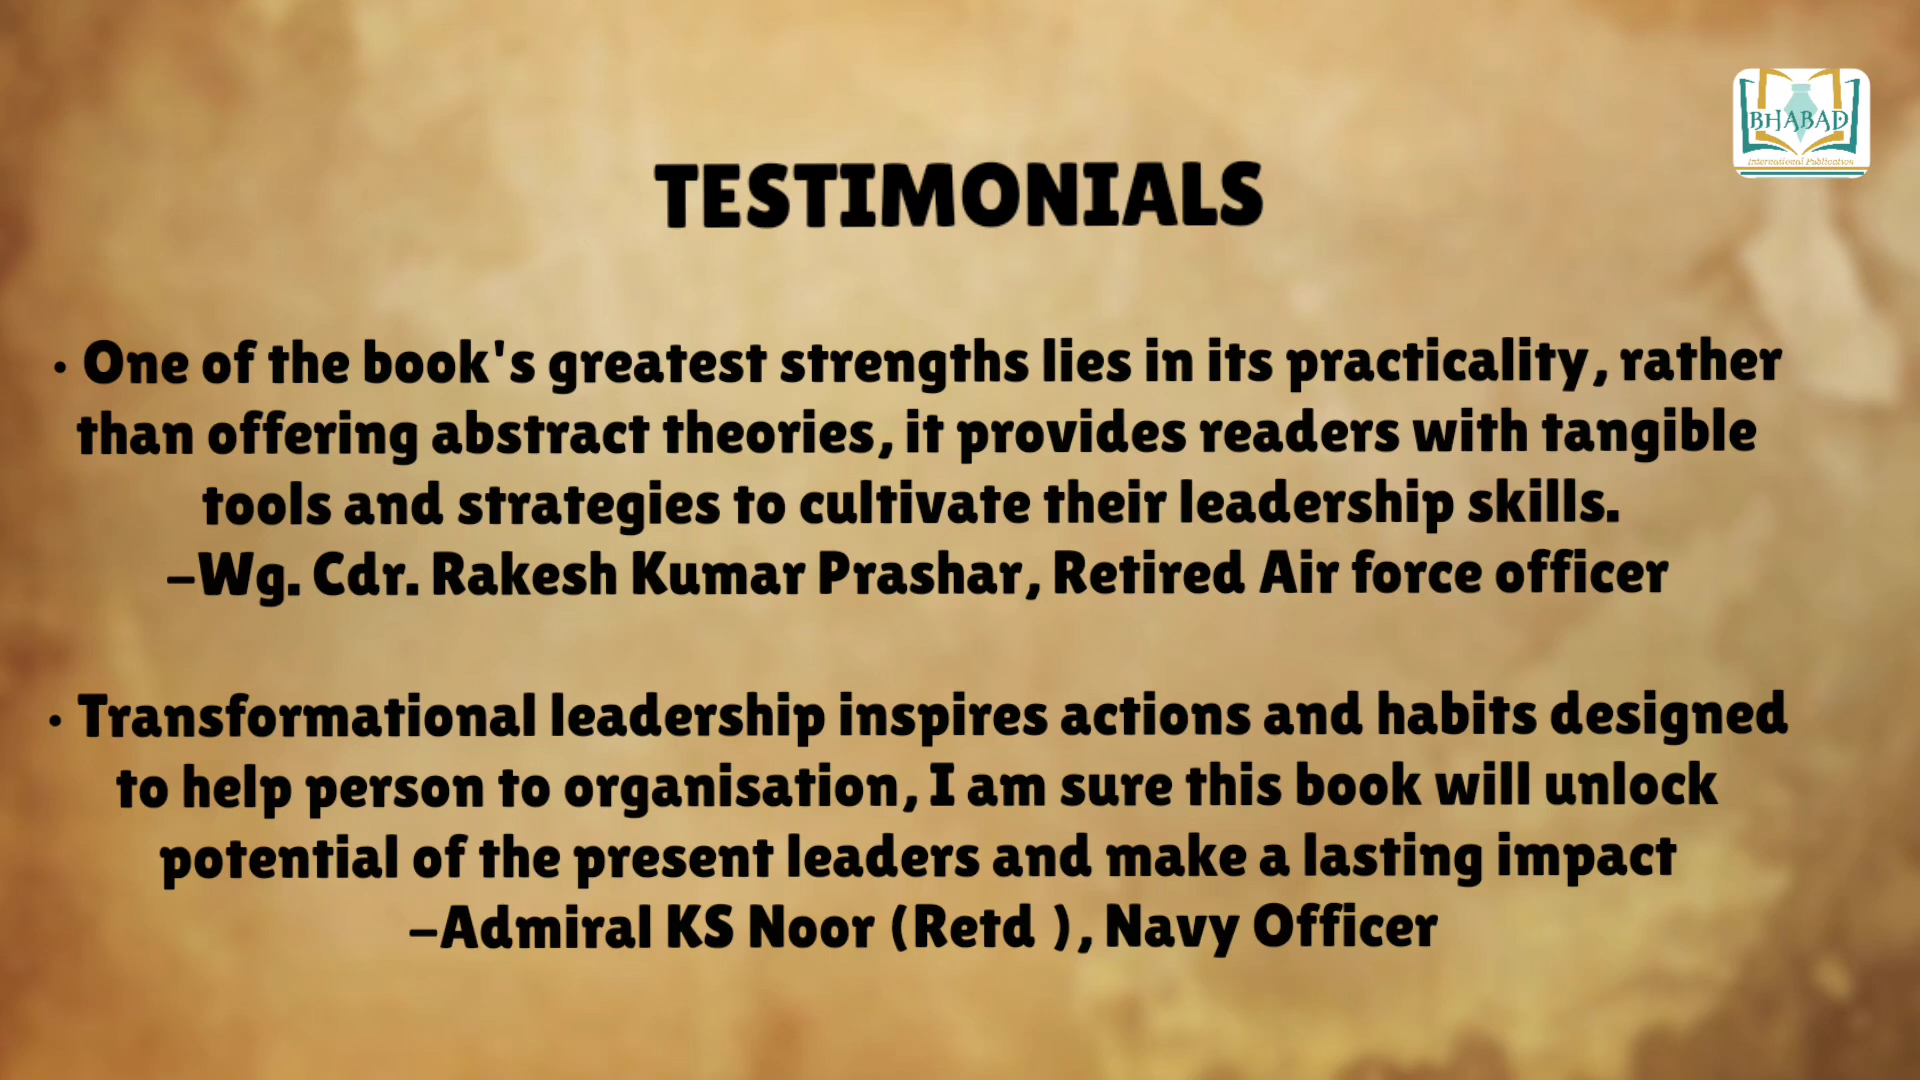 BHABAD
International Publication
TESTIMONIALS
• One of the book's greatest strengths lies in its practicality, rather
than offering abstract theories, it provides readers with tangible
tools and strategies to cultivate their leadership skills.
–Wg. Cdr. Rakesh Kumar Prashar, Retired Air force officer
• Transformational leadership inspires actions and habits designed
to help person to organisation, I am sure this book will unlock
potential of the present leaders and make a lasting impact
–Admiral KS Noor (Retd ), Navy Officer